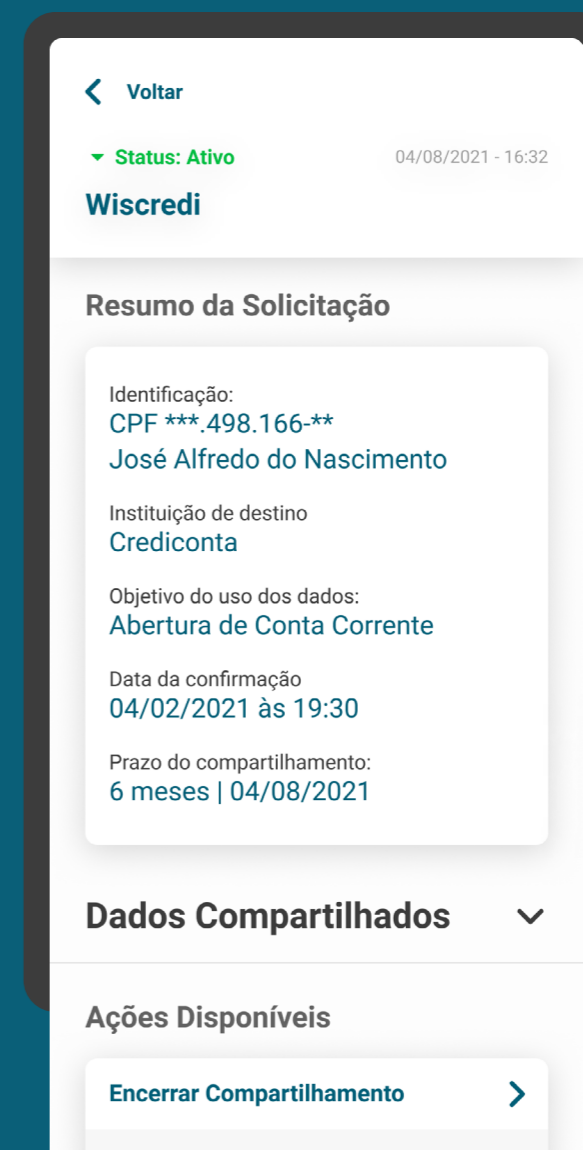 Voltar
Status: Ativo
04/08/2021 - 16:32
Wiscredi
Resumo da Solicitação
Identificação:
CPF ***.498.166-**
José Alfredo do Nascimento
Instituição de destino
Crediconta
Objetivo do uso dos dados:
Abertura de Conta Corrente
Data da confirmação
04/02/2021 às 19:30
Prazo do compartilhamento:
6 meses | 04/08/2021
Dados Compartilhados
Ações Disponíveis
Encerrar Compartilhamento